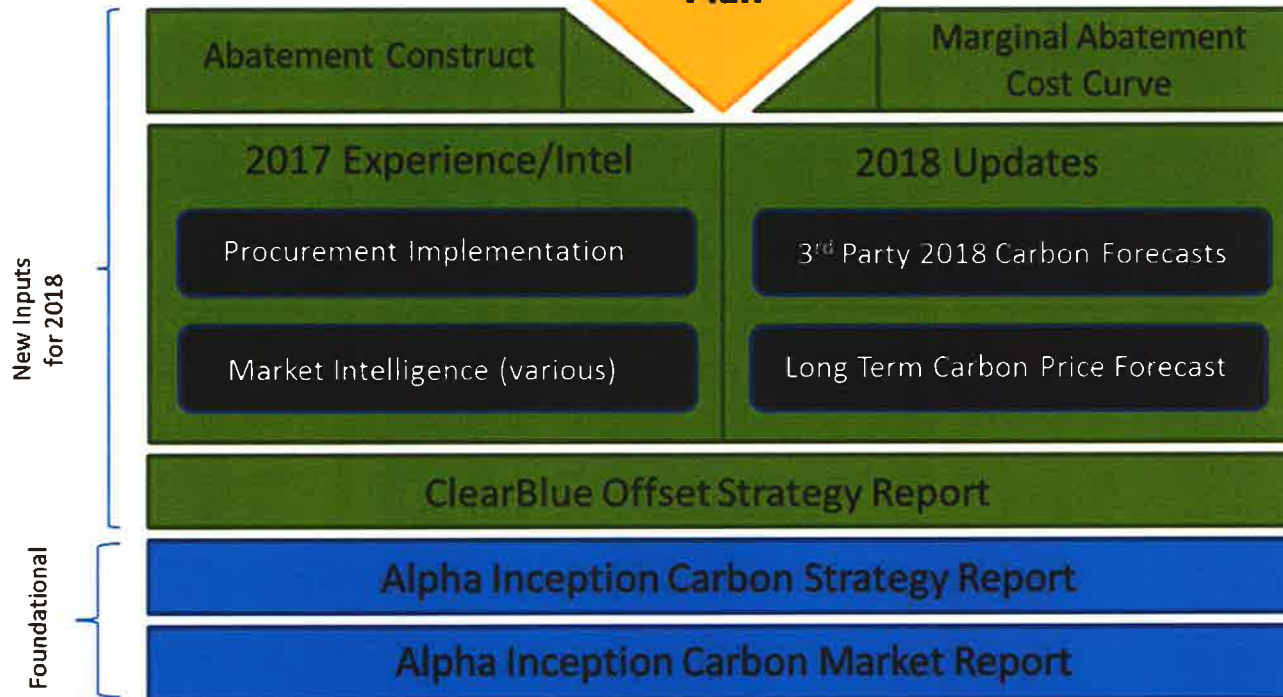 Abatement Construct
Marginal Abatement
Cost Curve
2017 Experience/Intel
2018 Updates
Procurement Implementation
3rd Party 2018 Carbon Forecasts
Market Intelligence (various)
Long Term Carbon Price Forecast
New Inputs
for 2018
ClearBlue Offset Strategy Report
Foundational
Alpha Inception Carbon Strategy Report
Alpha Inception Carbon Market Report